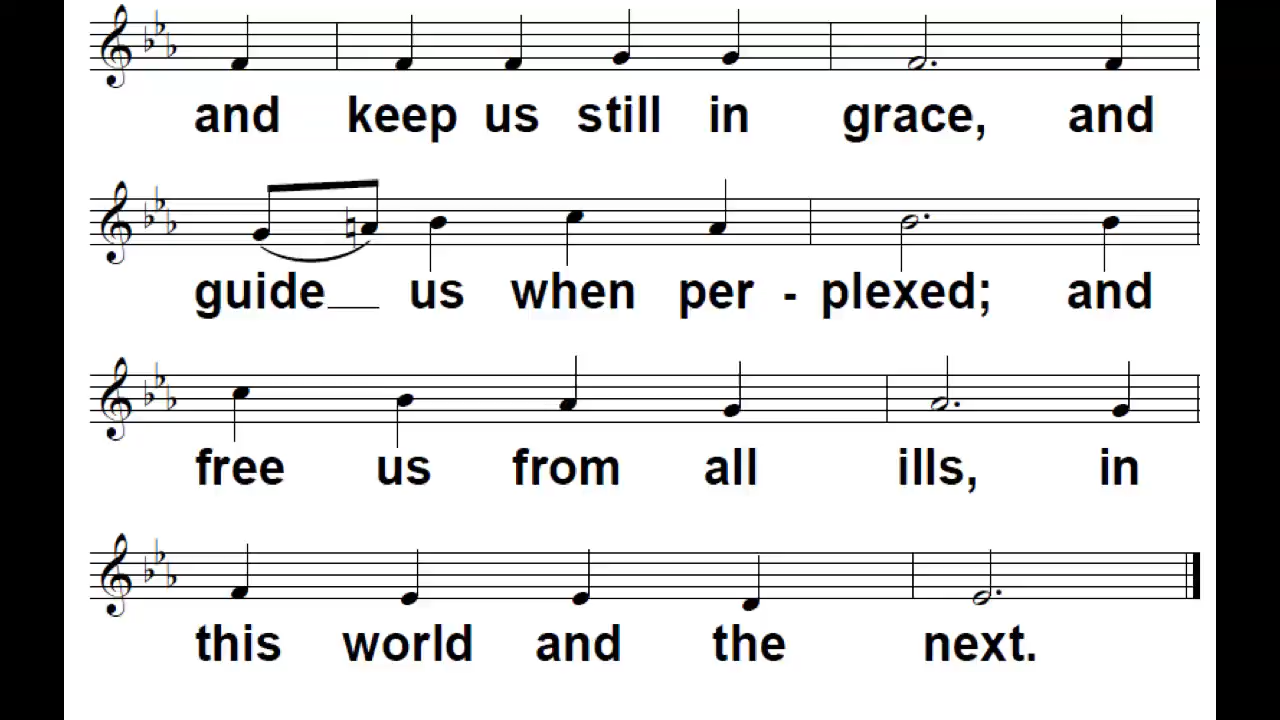 and keep us still in grace, and
guide__ us when per - plexed; and
free us from all ills, in
this world and the next.